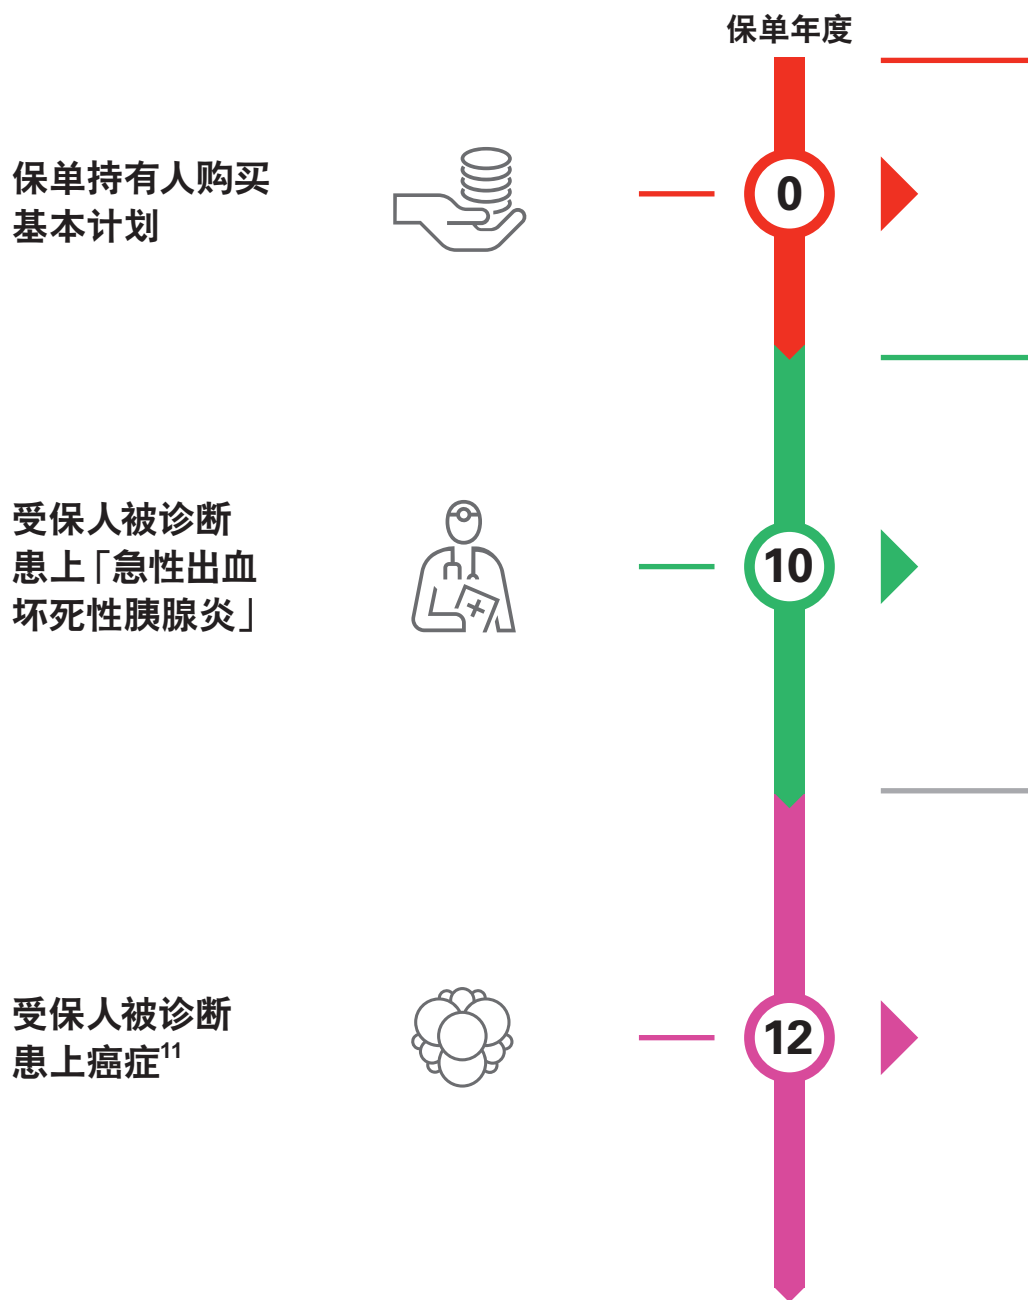 保单年度
保单持有人购买
基本计划
0
受保人被诊断
患上「急性出血
坏死性胰腺炎」
10
受保人被诊断
患上癌症11
12